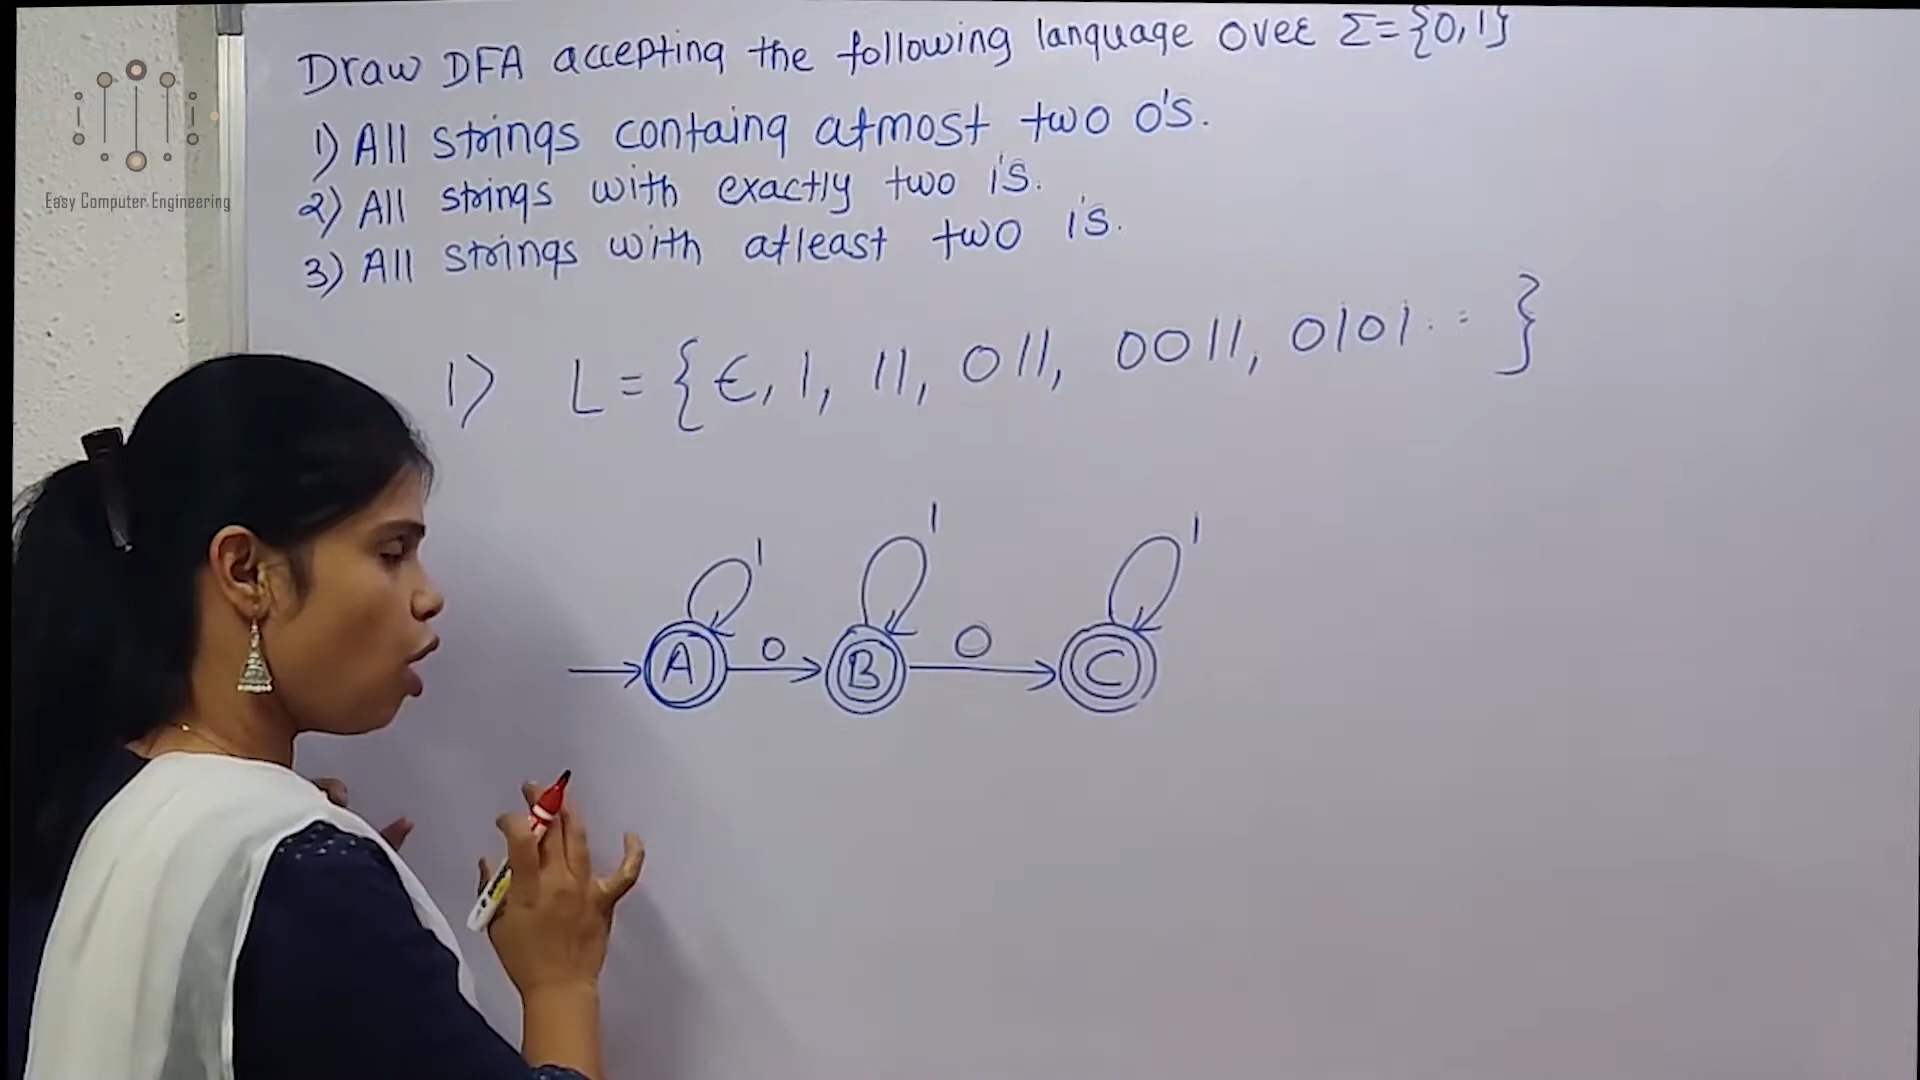 Draw DFA accepting the following language over Σ={0,1}
1) All strings containg atmost two 0's.
2) All strings with exactly two 1's.
3) All strings with atleast two 1's.
Easy Computer Engineering
1) L = {ϵ, 1, 11, 011, 0011, 0101.. }
1 1 1
A 0 B 0 C